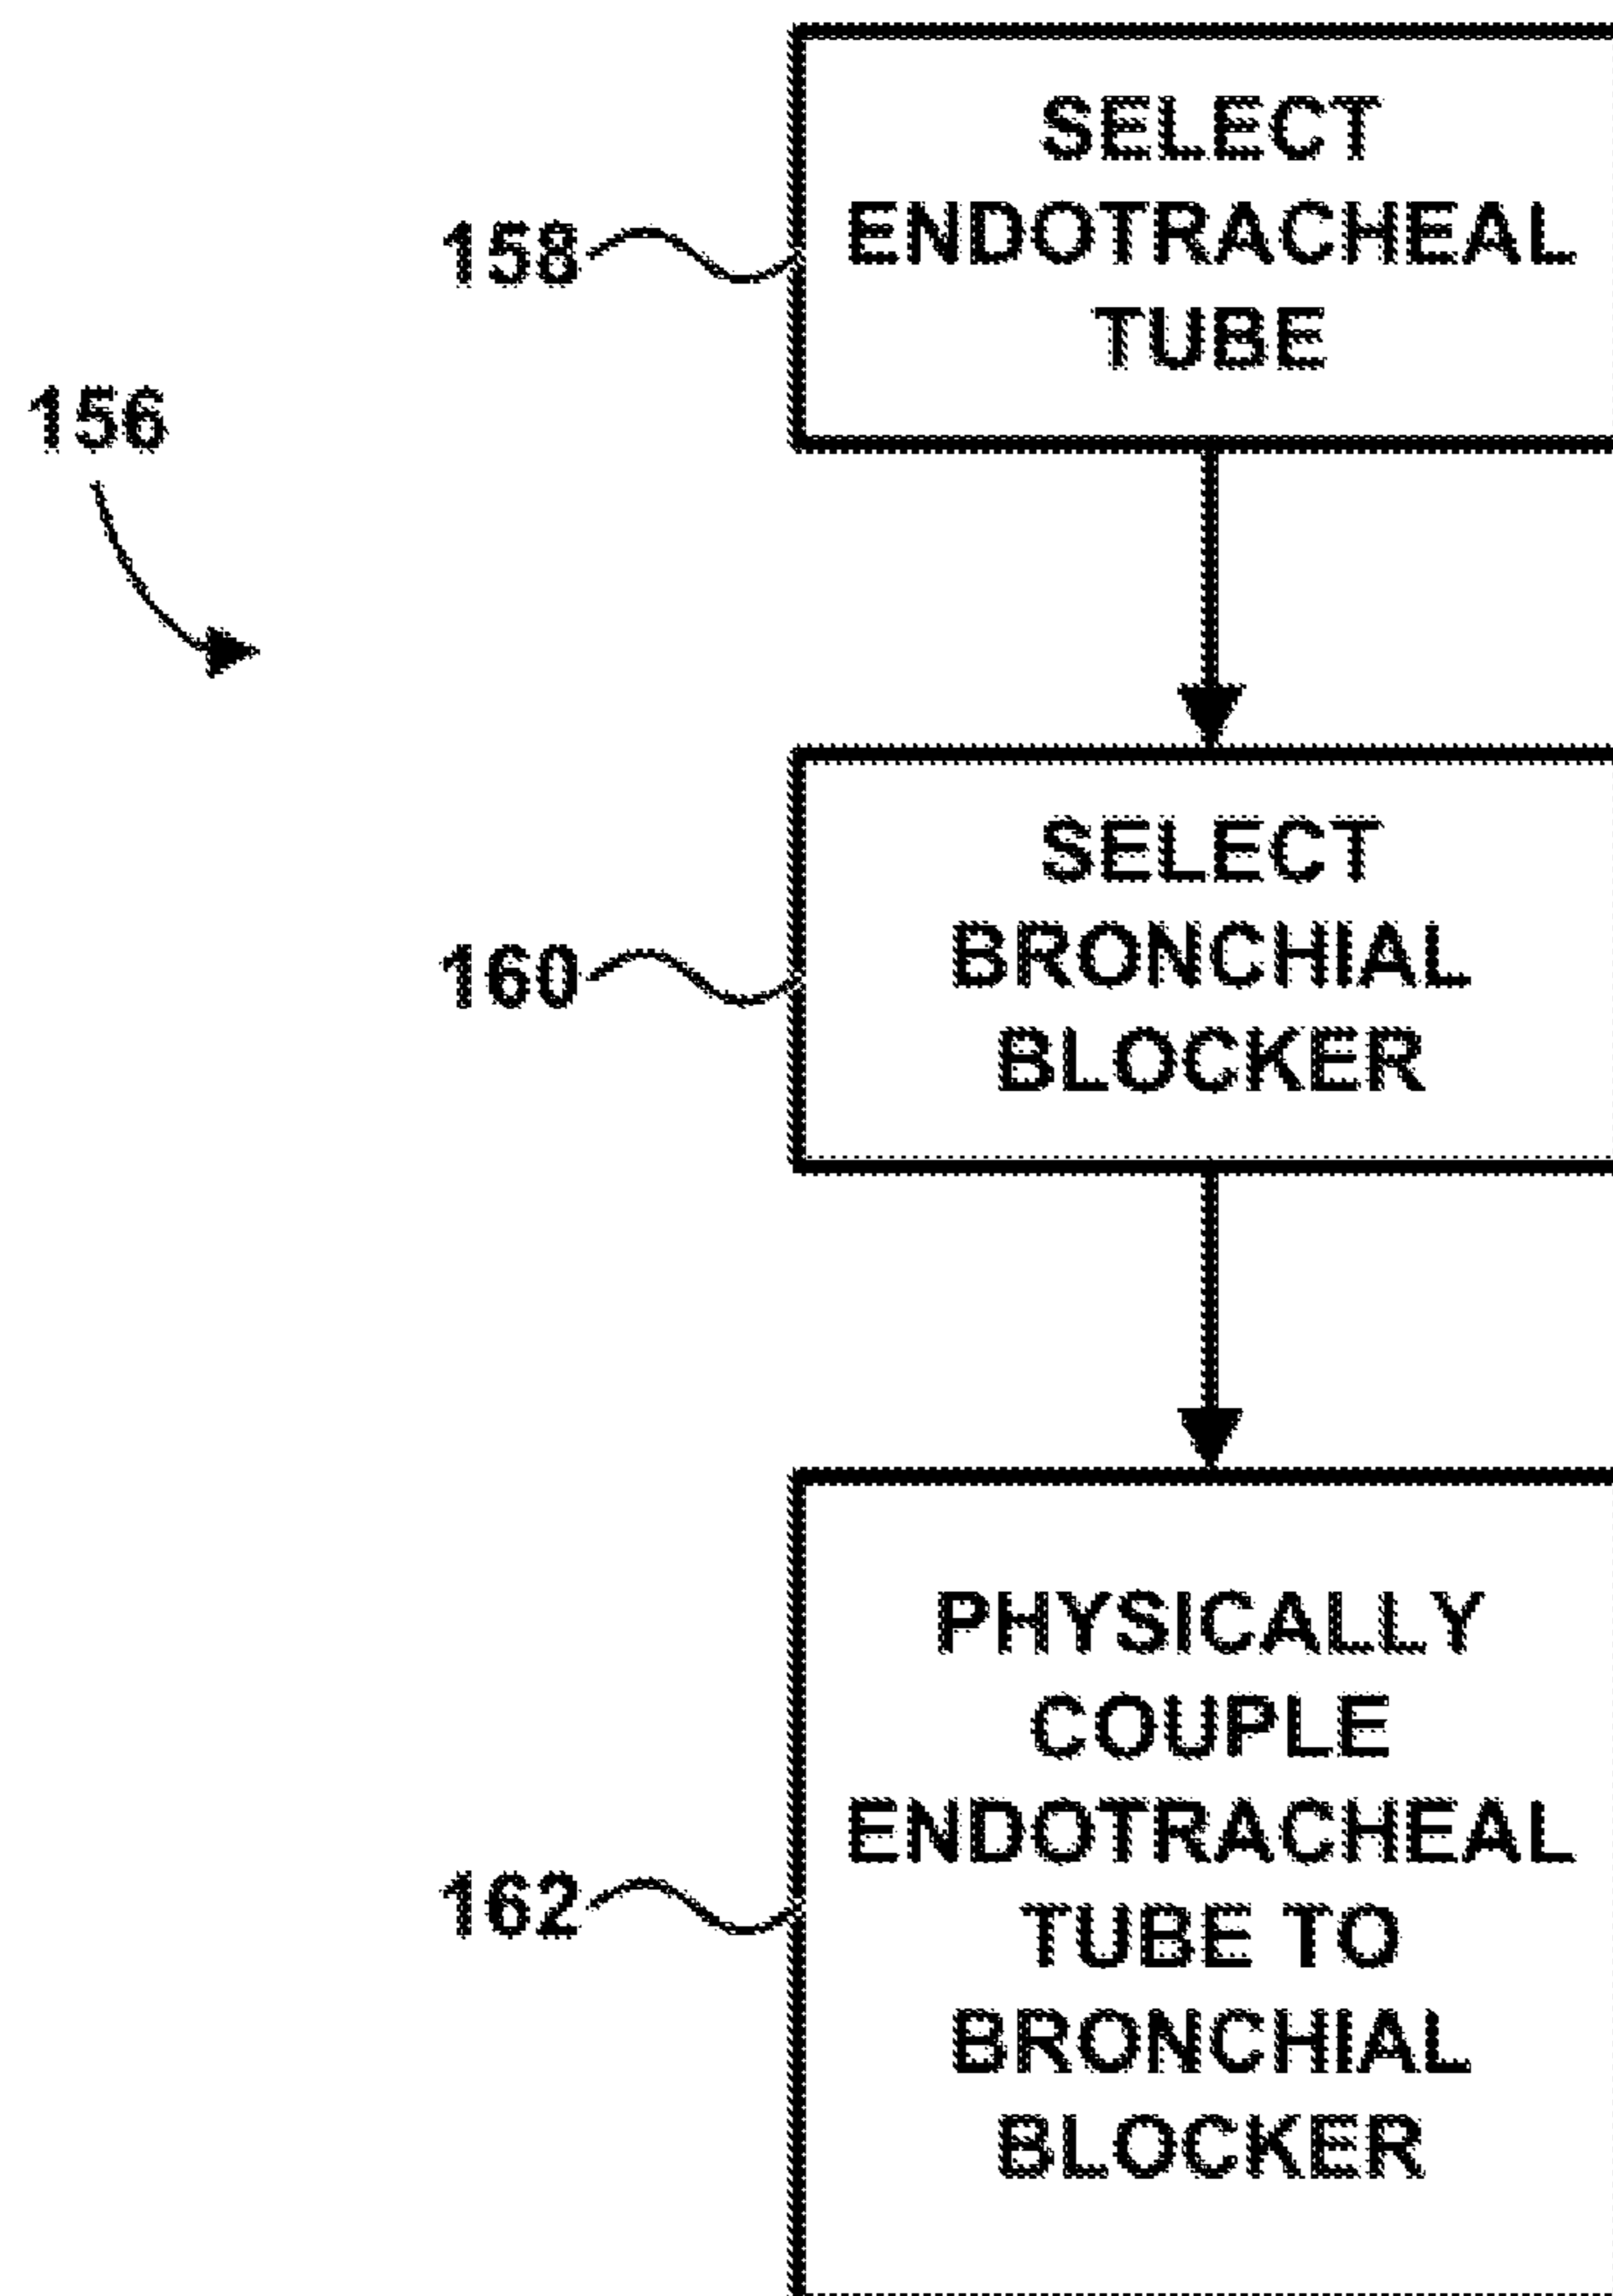 SELECT
ENDOTRACHEAL
TUBE
158
156
SELECT
BRONCHIAL
BLOCKER
160
PHYSICALLY
COUPLE
ENDOTRACHEAL
TUBE TO
BRONCHIAL
BLOCKER
162